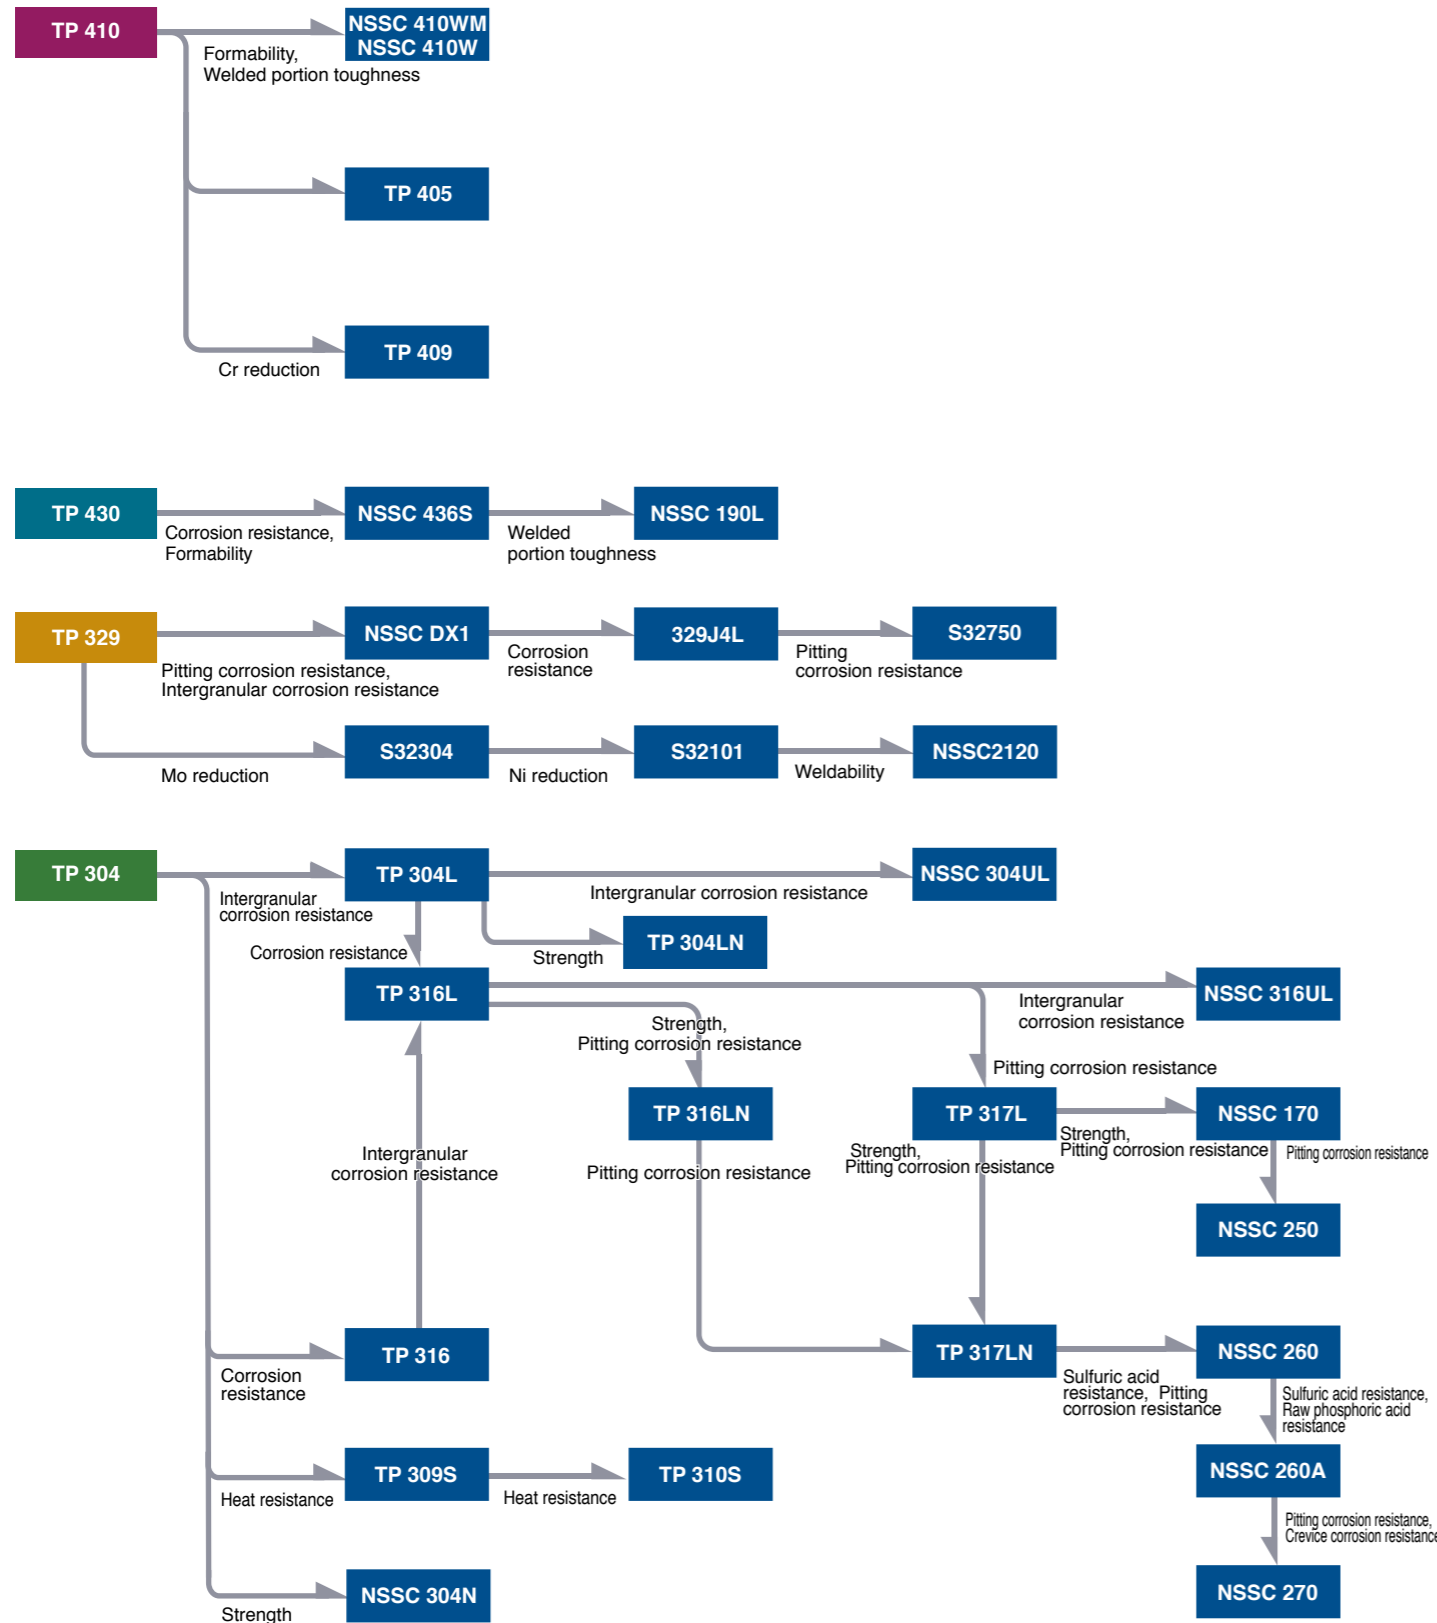 TP 410
NSSC 410WM
NSSC 410W
Formability,
Welded portion toughness
TP 405
TP 409
Cr reduction
TP 430
NSSC 436S
NSSC 190L
Corrosion resistance,
Formability
Welded
portion toughness
TP 329
NSSC DX1
329J4L
S32750
Pitting corrosion resistance,
Intergranular corrosion resistance
Corrosion
resistance
Pitting
corrosion resistance
S32304
S32101
NSSC2120
Mo reduction
Ni reduction
Weldability
TP 304
TP 304L
NSSC 304UL
Intergranular
corrosion resistance
Intergranular corrosion resistance
Corrosion resistance
Strength
TP 304LN
TP 316L
NSSC 316UL
Strength,
Pitting corrosion resistance
Intergranular
corrosion resistance
Pitting corrosion resistance
TP 316LN
TP 317L
NSSC 170
Intergranular
corrosion resistance
Pitting corrosion resistance
Strength,
Pitting corrosion resistance
Strength,
Pitting corrosion resistance
Pitting corrosion resistance
NSSC 250
TP 316
TP 317LN
NSSC 260
Corrosion
resistance
Sulfuric acid
resistance, Pitting
corrosion resistance
Sulfuric acid resistance,
Raw phosphoric acid
resistance
TP 309S
TP 310S
NSSC 260A
Heat resistance
Heat resistance
Pitting corrosion resistance,
Crevice corrosion resistance
NSSC 304N
NSSC 270
Strength